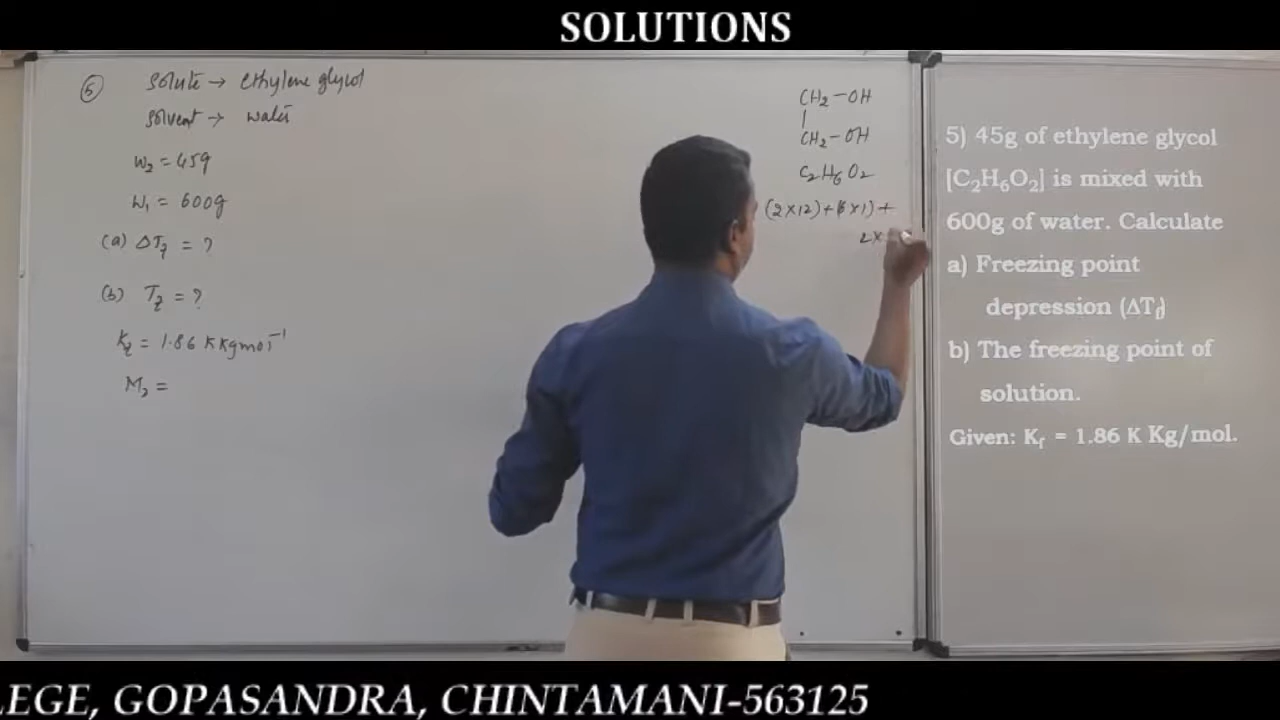 SOLUTIONS
5 solute → ethylene glycol
solvent → water
W₂ = 45g
W₁ = 600g
(a) ΔTf = ?
(b) Tf = ?
Kf = 1.86 K Kg mol⁻¹
M₂ =
CH₂ – OH
|
CH₂ – OH
C₂H₆O₂
(2×12)+(6×1)+
2×
5) 45g of ethylene glycol
[C₂H₆O₂] is mixed with
600g of water. Calculate
a) Freezing point
depression (ΔTf)
b) The freezing point of
solution.
Given: Kf = 1.86 K Kg/mol.
LEGE, GOPASANDRA, CHINTAMANI-563125